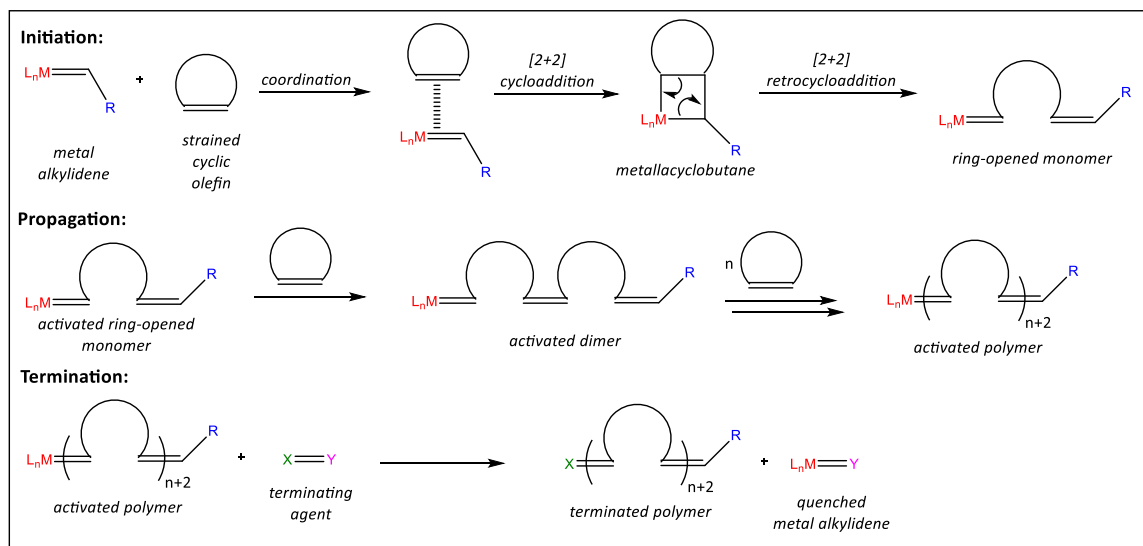 Initiation:
LnM
R
metal
alkylidene
+
strained
cyclic
olefin
coordination
LnM
R
[2+2]
cycloaddition
LnM
R
metallacyclobutane
[2+2]
retrocycloaddition
LnM
R
ring-opened monomer
Propagation:
LnM
R
activated ring-opened
monomer
LnM
R
activated dimer
n
LnM
n+2
R
activated polymer
Termination:
LnM
n+2
R
activated polymer
+
X Y
terminating
agent
X
n+2
R
terminated polymer
+
LnM Y
quenched
metal alkylidene